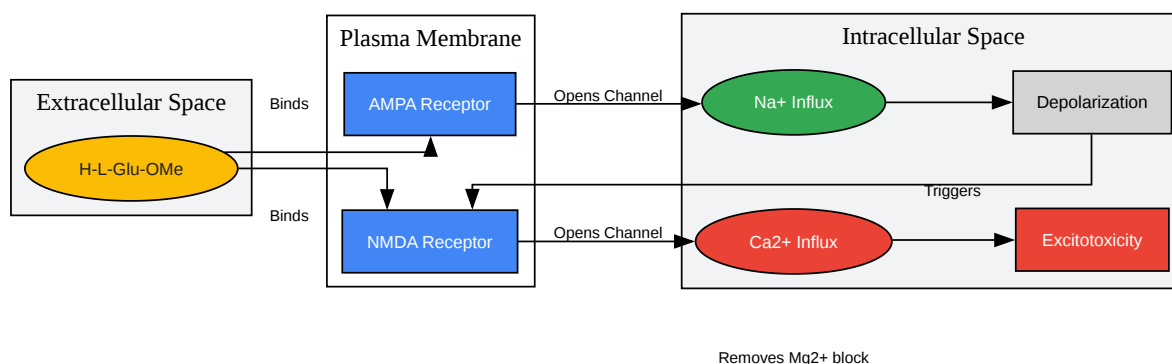 Plasma Membrane
Intracellular Space
Extracellular Space
Binds
AMPA Receptor
Opens Channel
Na+ Influx
Depolarization
H-L-Glu-OMe
Triggers
Binds
NMDA Receptor
Opens Channel
Ca2+ Influx
Excitotoxicity
Removes Mg2+ block